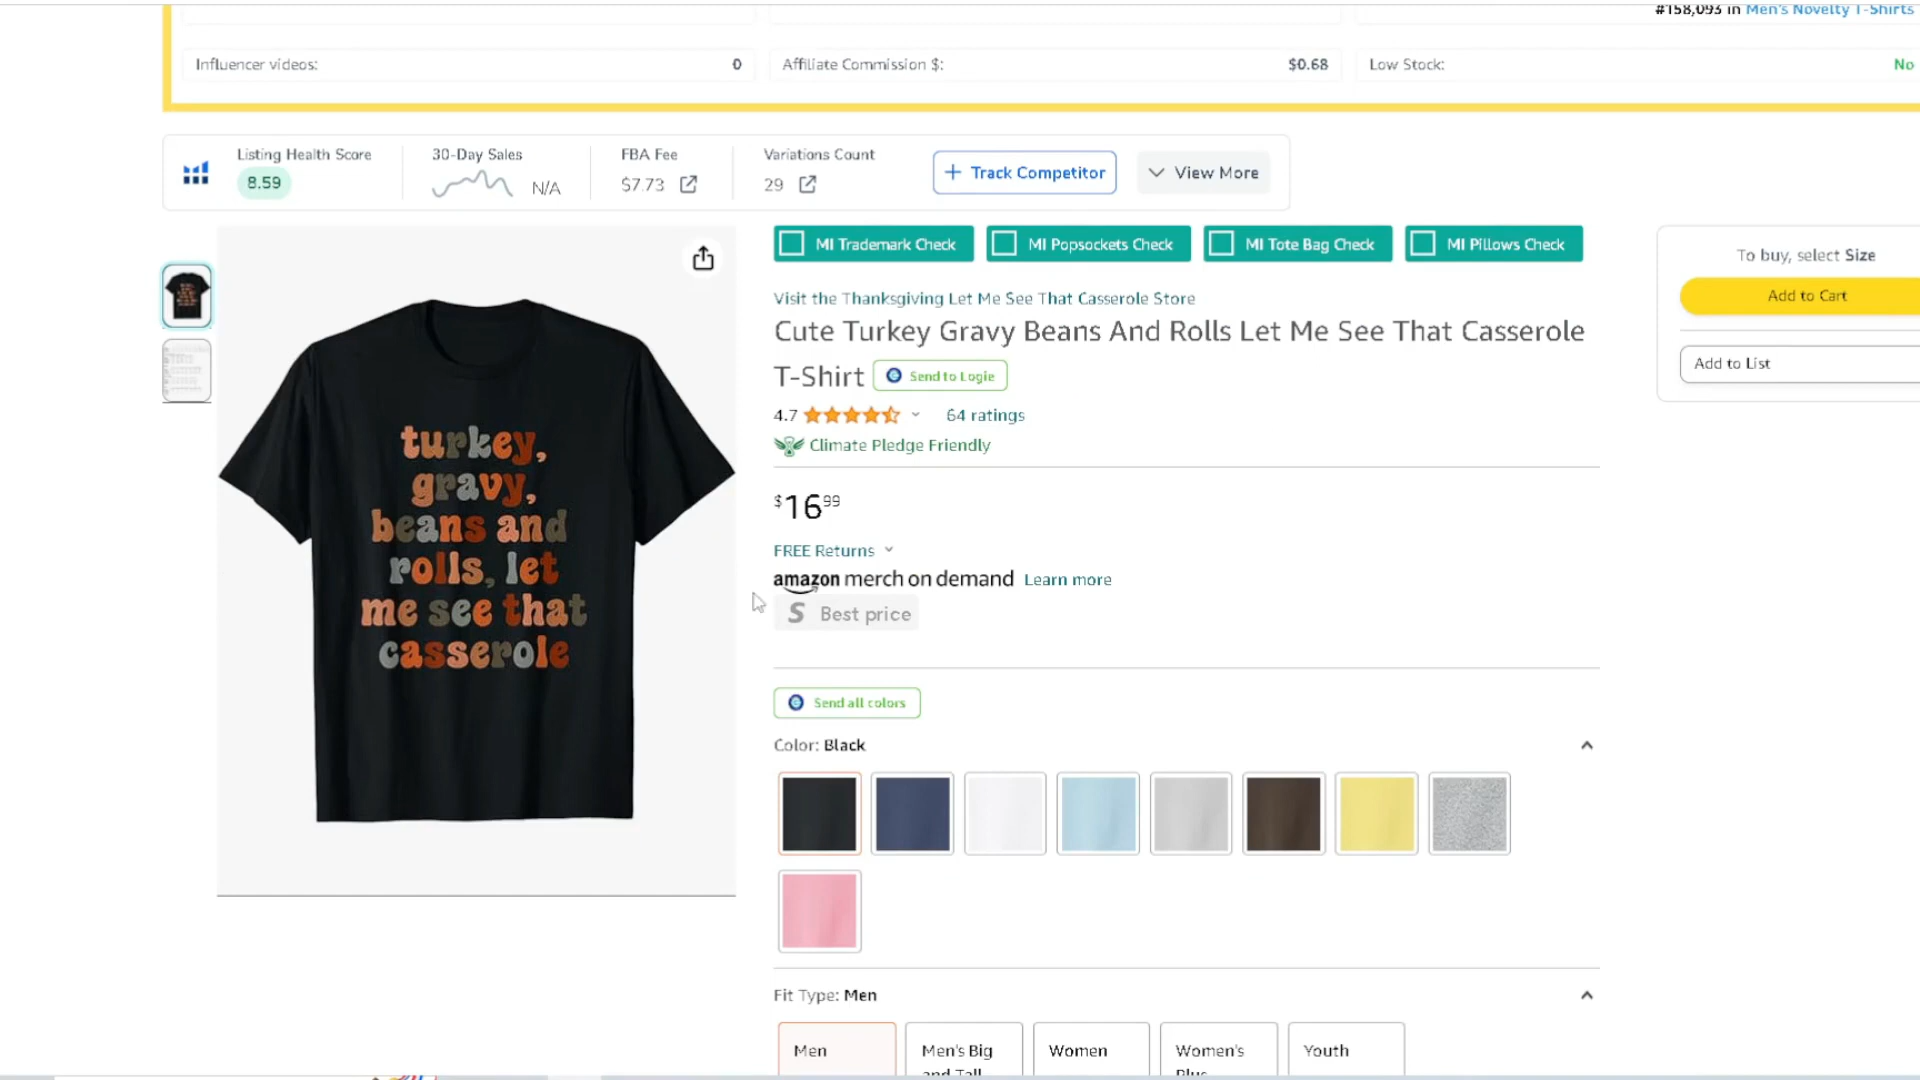 #158,093 in Men's Novelty T-Shirts
Influencer videos: 0 Affiliate Commission $: $0.68 Low Stock: No
Listing Health Score 30-Day Sales FBA Fee Variations Count
8.59 N/A $7.73 29
+ Track Competitor
View More
MI Trademark Check MI Popsockets Check MI Tote Bag Check MI Pillows Check
Visit the Thanksgiving Let Me See That Casserole Store
Cute Turkey Gravy Beans And Rolls Let Me See That Casserole
T-Shirt Send to Logie
4.7 64 ratings
Climate Pledge Friendly
$16 99
FREE Returns
amazon merch on demand Learn more
S Best price
turkey,
gravy,
beans and
rolls, let
me see that
casserole
Send all colors
Color: Black
Fit Type: Men
Men Men's Big Women Women's Youth
and Tall Plus
To buy, select Size
Add to Cart
Add to List